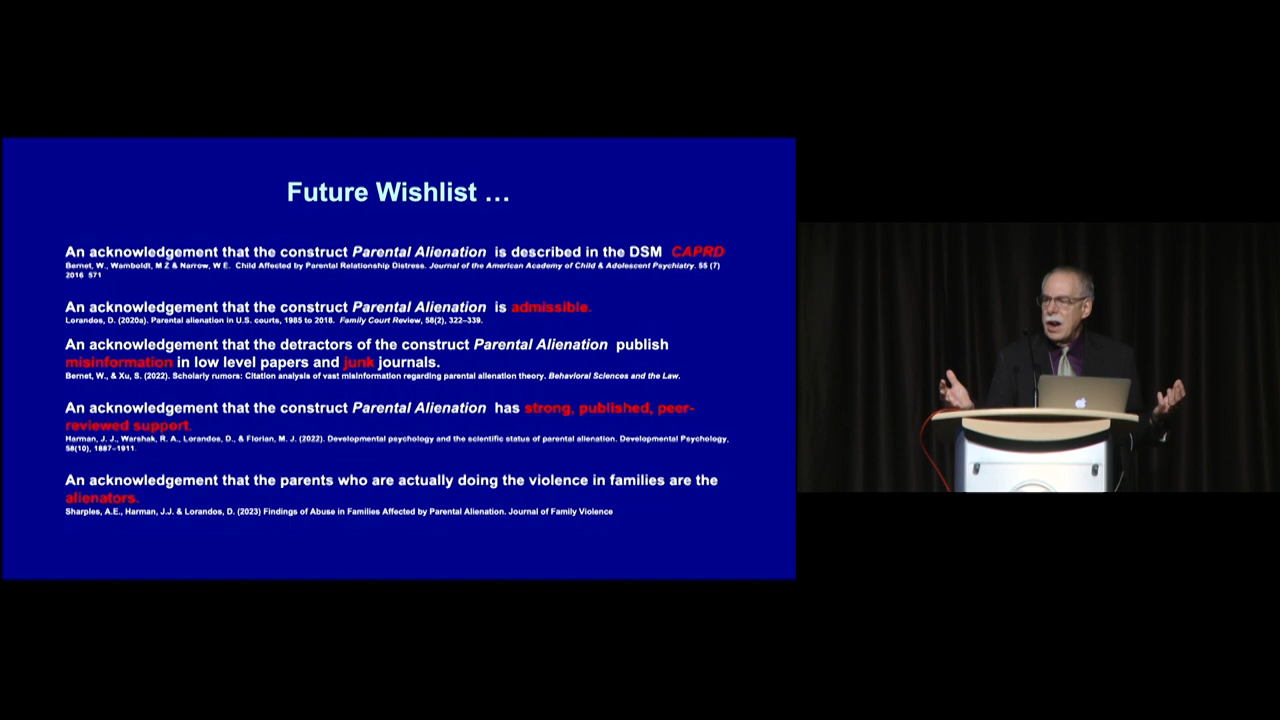 Future Wishlist …
An acknowledgement that the construct Parental Alienation is described in the DSM CAPRD
Bernet, W., Wamboldt, M Z & Narrow, W E. Child Affected by Parental Relationship Distress. Journal of the American Academy of Child & Adolescent Psychiatry. 55 (7)
2016 571
An acknowledgement that the construct Parental Alienation is admissible.
Lorandos, D. (2020a). Parental alienation in U.S. courts, 1985 to 2018. Family Court Review, 58(2), 322–339.
An acknowledgement that the detractors of the construct Parental Alienation publish
misinformation in low level papers and junk journals.
Bernet, W., & Xu, S. (2022). Scholarly rumors: Citation analysis of vast misinformation regarding parental alienation theory. Behavioral Sciences and the Law.
An acknowledgement that the construct Parental Alienation has strong, published, peer-
reviewed support.
Harman, J. J., Warshak, R. A., Lorandos, D., & Florian, M. J. (2022). Developmental psychology and the scientific status of parental alienation. Developmental Psychology,
58(10), 1887–1911.
An acknowledgement that the parents who are actually doing the violence in families are the
alienators.
Sharples, A.E., Harman, J.J. & Lorandos, D. (2023) Findings of Abuse in Families Affected by Parental Alienation. Journal of Family Violence